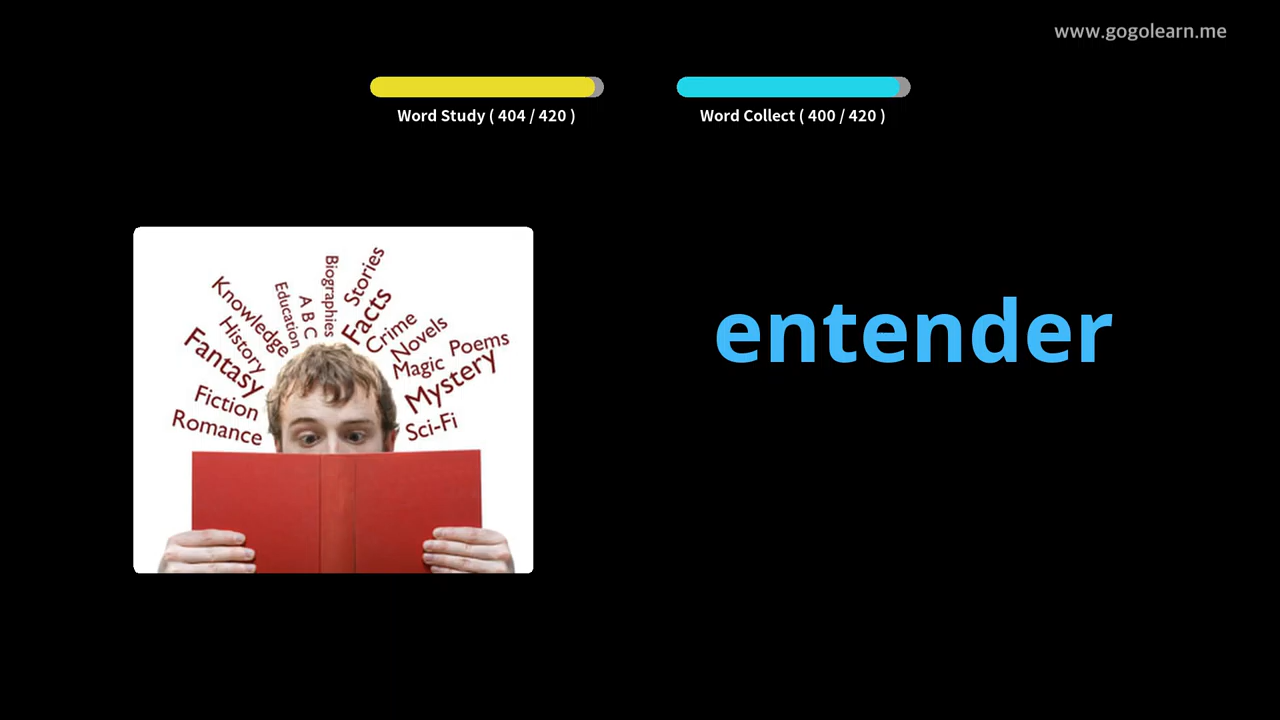 www.gogolearn.me
Word Study ( 404 / 420 )
Word Collect ( 400 / 420 )
entender
Biographies
Stories
Education
A B C
Facts
Knowledge
Crime
History
Novels
Fantasy
Magic
Poems
Mystery
Fiction
Romance
Sci-Fi